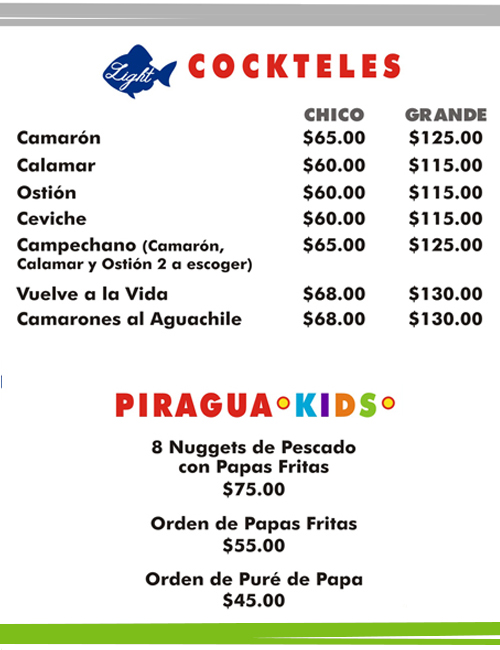 Light COCKTELES
CHICO GRANDE
Camarón $65.00 $125.00
Calamar $60.00 $115.00
Ostión $60.00 $115.00
Ceviche $60.00 $115.00
Campechano (Camarón, $65.00 $125.00
Calamar y Ostión 2 a escoger)
Vuelve a la Vida $68.00 $130.00
Camarones al Aguachile $68.00 $130.00
PIRAGUA•KIDS•
8 Nuggets de Pescado
con Papas Fritas
$75.00
Orden de Papas Fritas
$55.00
Orden de Puré de Papa
$45.00